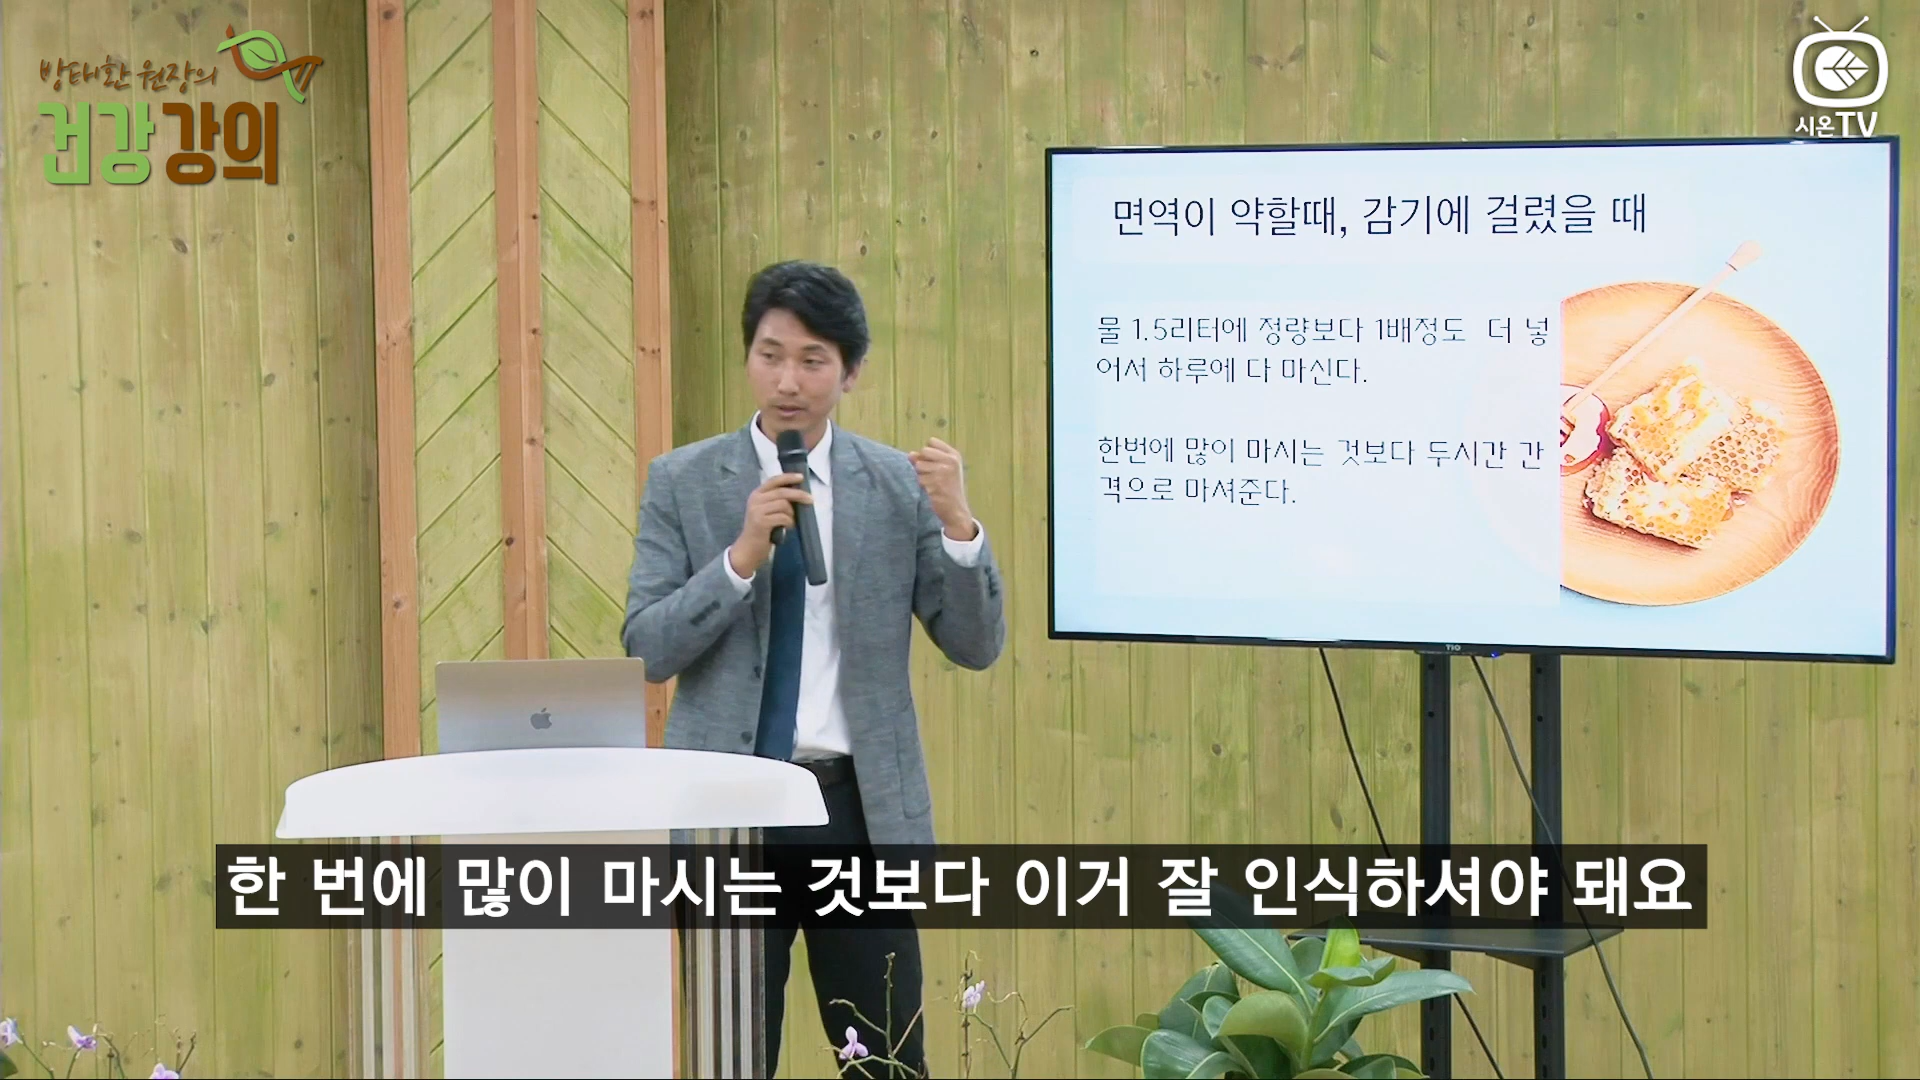 방태환 원장의
건강강의
시온TV
면역이 약할때, 감기에 걸렸을 때
물 1.5리터에 정량보다 1배정도 더 넣
어서 하루에 다 마신다.
한번에 많이 마시는 것보다 두시간 간
격으로 마셔준다.
TIO
한 번에 많이 마시는 것보다 이거 잘 인식하셔야 돼요